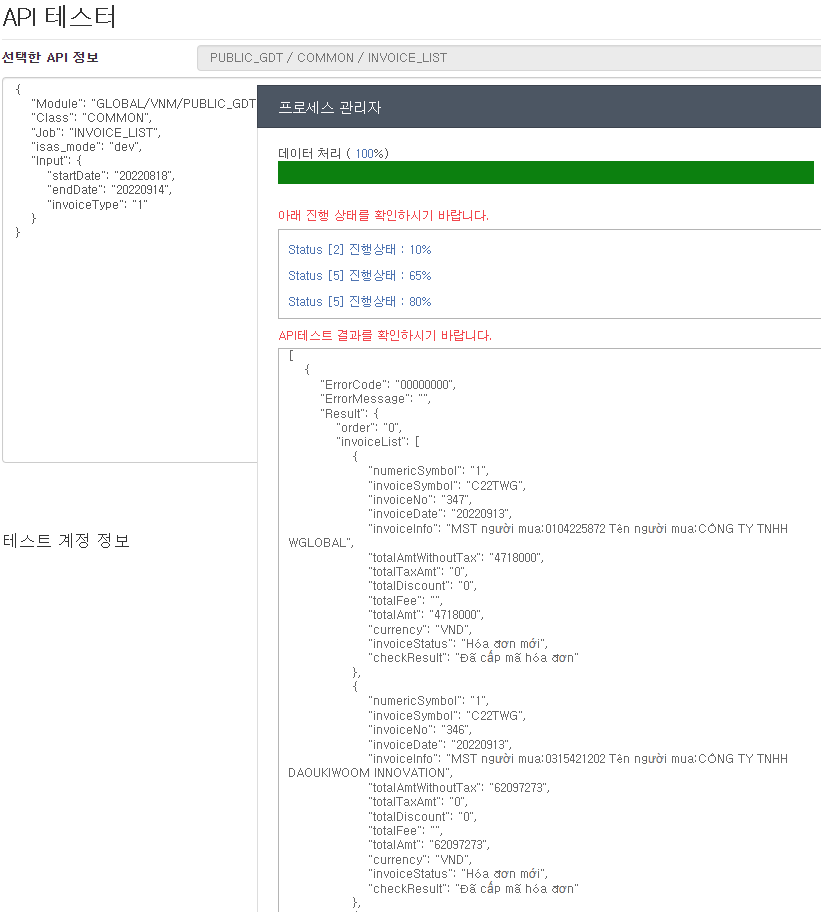 API 테스터
선택한 API 정보
PUBLIC_GDT / COMMON / INVOICE_LIST
{
"Module": "GLOBAL/VNM/PUBLIC_GDT
"Class": "COMMON",
"Job": "INVOICE_LIST",
"isas_mode": "dev",
"Input": {
"startDate": "20220818",
"endDate": "20220914",
"invoiceType": "1"
}
}
테스트 계정 정보
프로세스 관리자
데이터 처리 ( 100%)
아래 진행 상태를 확인하시기 바랍니다.
Status [2] 진행상태 : 10%
Status [5] 진행상태 : 65%
Status [5] 진행상태 : 80%
API테스트 결과를 확인하시기 바랍니다.
[
{
"ErrorCode": "00000000",
"ErrorMessage": "",
"Result": {
"order": "0",
"invoiceList": [
{
"numericSymbol": "1",
"invoiceSymbol": "C22TWG",
"invoiceNo": "347",
"invoiceDate": "20220913",
"invoiceInfo": "MST người mua:0104225872 Tên người mua:CÔNG TY TNHH
WGLOBAL",
"totalAmtWithoutTax": "4718000",
"totalTaxAmt": "0",
"totalDiscount": "0",
"totalFee": "",
"totalAmt": "4718000",
"currency": "VND",
"invoiceStatus": "Hóa đơn mới",
"checkResult": "Đã cấp mã hóa đơn"
},
{
"numericSymbol": "1",
"invoiceSymbol": "C22TWG",
"invoiceNo": "346",
"invoiceDate": "20220913",
"invoiceInfo": "MST người mua:0315421202 Tên người mua:CÔNG TY TNHH
DAOUKIWOOM INNOVATION",
"totalAmtWithoutTax": "62097273",
"totalTaxAmt": "0",
"totalDiscount": "0",
"totalFee": "",
"totalAmt": "62097273",
"currency": "VND",
"invoiceStatus": "Hóa đơn mới",
"checkResult": "Đã cấp mã hóa đơn"
},